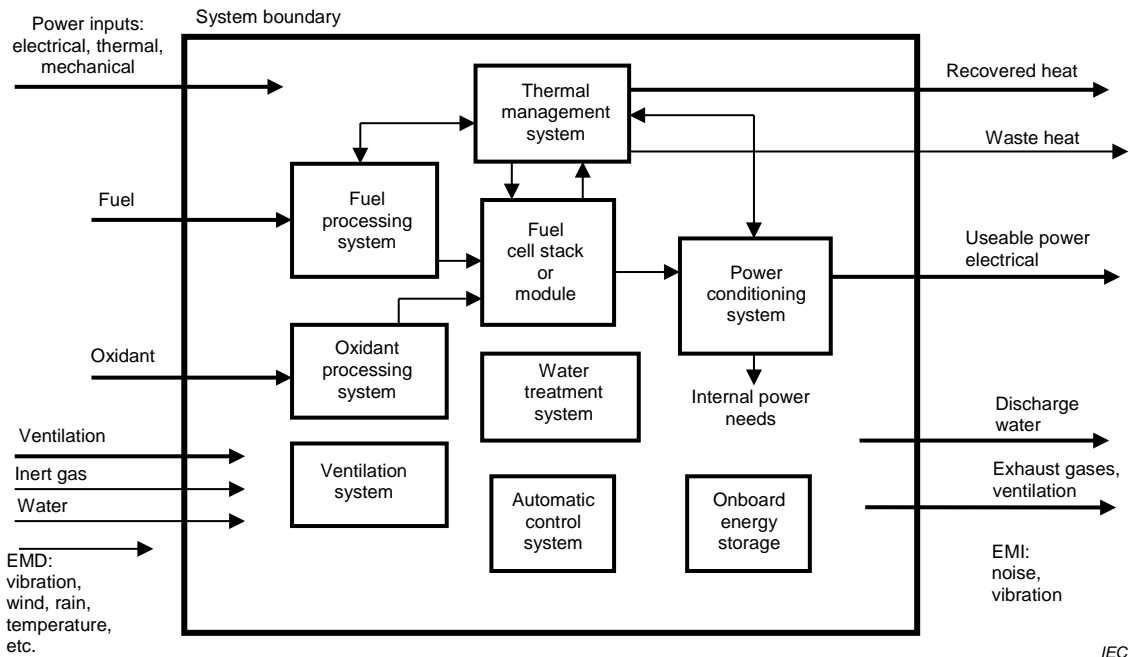 Power inputs:
electrical, thermal,
mechanical
System boundary
Thermal
management
system
Recovered heat
Waste heat
Fuel
Fuel
processing
system
Fuel
cell stack
or
module
Power
conditioning
system
Useable power
electrical
Oxidant
Oxidant
processing
system
Water
treatment
system
Internal power
needs
Discharge
water
Ventilation
Inert gas
Water
Ventilation
system
Automatic
control
system
Onboard
energy
storage
Exhaust gases,
ventilation
EMD:
vibration,
wind, rain,
temperature,
etc.
EMI:
noise,
vibration
IEC